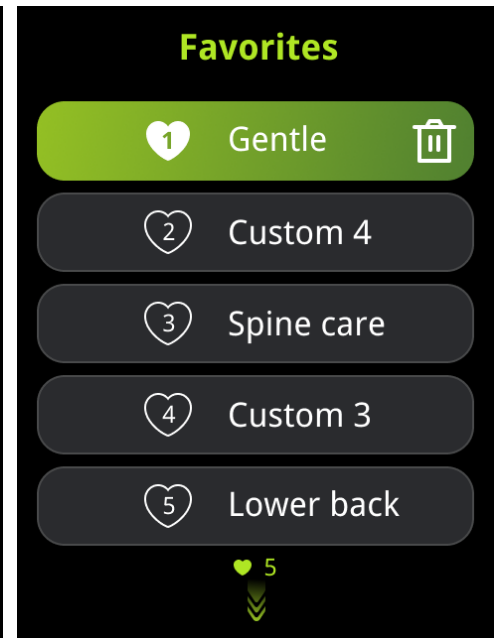 Favorites
1 Gentle
2 Custom 4
3 Spine care
4 Custom 3
5 Lower back
5